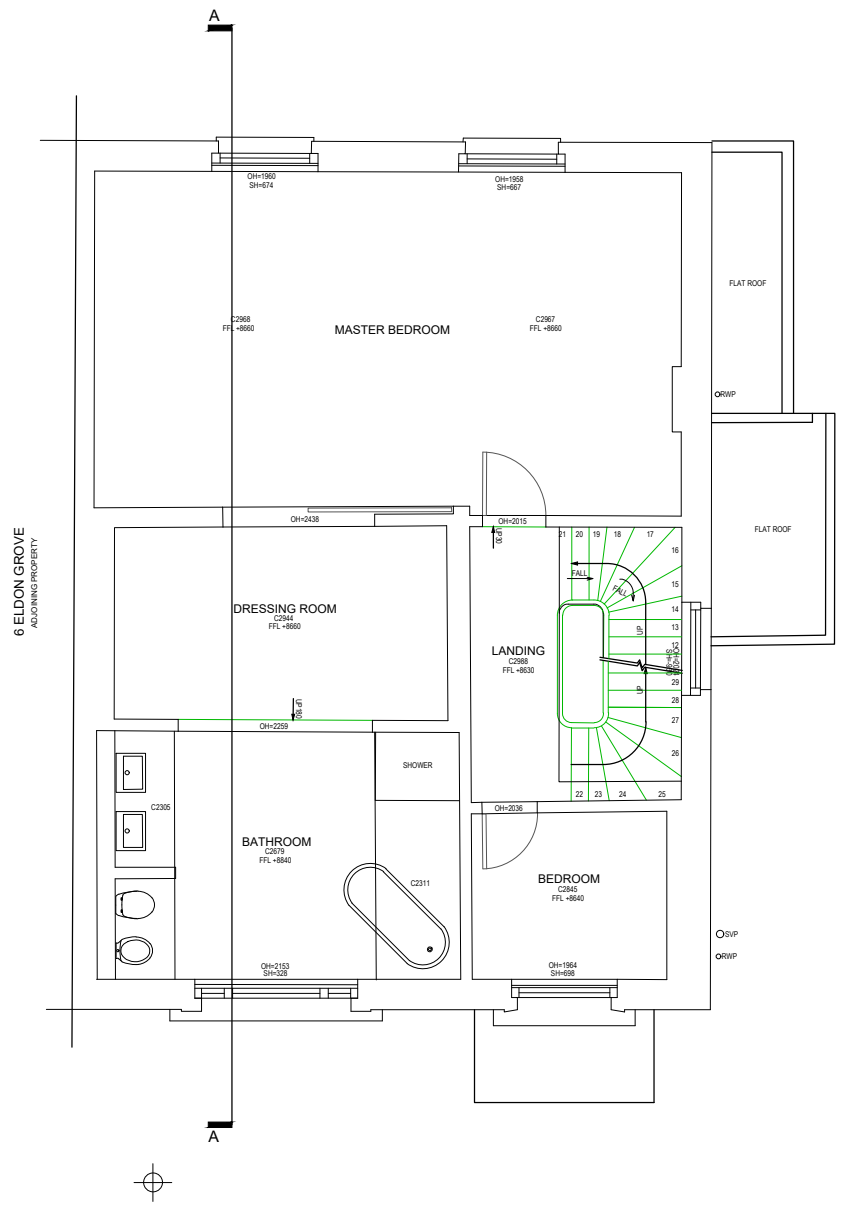 A
OH=1960
SH=674
OH=1958
SH=667
FLAT ROOF
C2968
FFL +8660
MASTER BEDROOM
C2967
FFL +8660
RWP
6 ELDON GROVE
ADJOINING PROPERTY
OH=2438
OH=2015
UP 30
21 20 19 18 17
16
15
14
13
12
FALL
FALL
UP
UP
FLAT ROOF
DRESSING ROOM
C2944
FFL +8660
LANDING
C2988
FFL +8630
29
28
27
26
25
24
23
22
UP 180
OH=2259
SHOWER
C2305
OH=2036
BATHROOM
C2679
FFL +8840
C2311
BEDROOM
C2845
FFL +8640
SVP
RWP
OH=2153
SH=328
OH=1964
SH=698
A